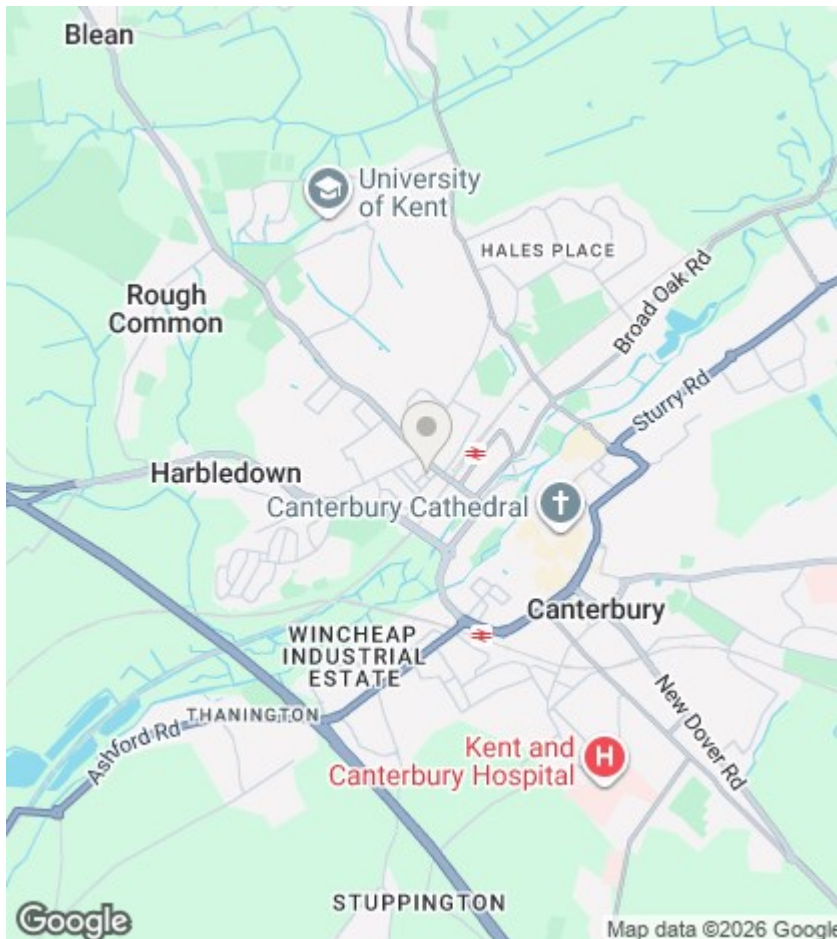 Blean
University
of Kent
HALES PLACE
Broad Oak Rd
Rough
Common
Sturry Rd
Harbledown
Canterbury Cathedral
Canterbury
WINCHEAP
INDUSTRIAL
ESTATE
THANINGTON
Ashford Rd
New Dover Rd
Kent and
Canterbury Hospital
H
STUPPINGTON
Google
Map data ©2026 Google